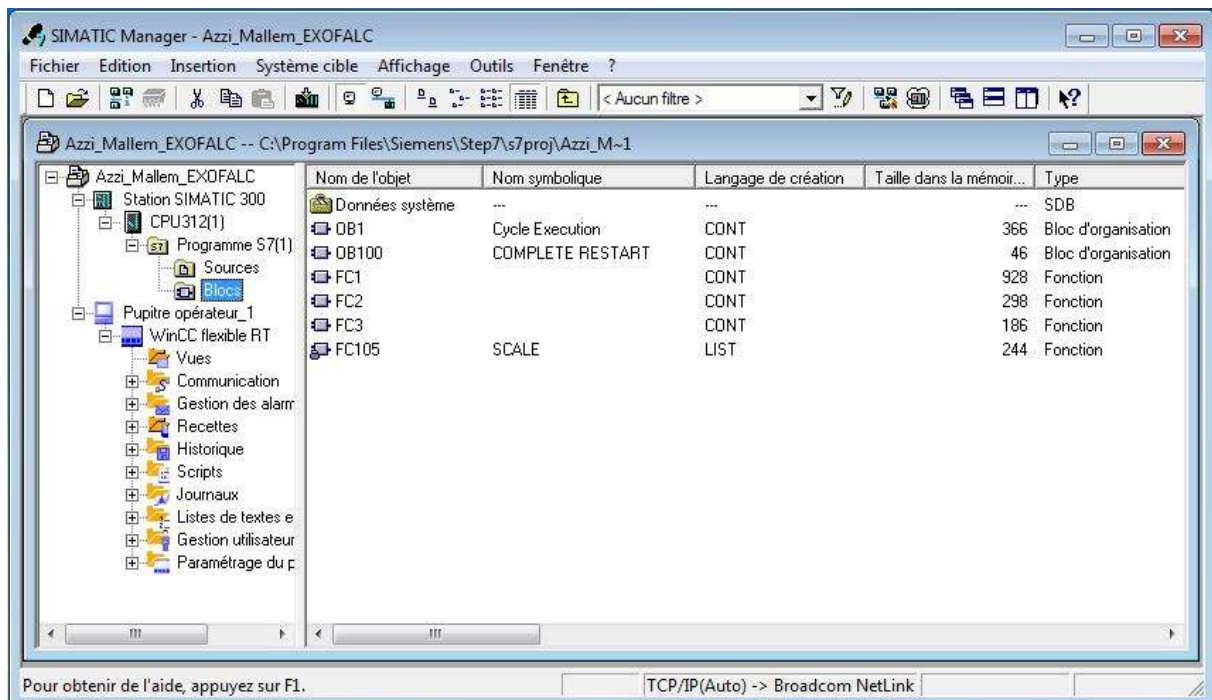 SIMATIC Manager - Azzi_Mallem_EXOFALC
Fichier Edition Insertion Système cible Affichage Outils Fenêtre ?
< Aucun filtre >
Azzi_Mallem_EXOFALC -- C:\Program Files\Siemens\Step7\s7proj\Azzi_M~1
Azzi_Mallem_EXOFALC
Station SIMATIC 300
CPU312(1)
Programme S7(1)
Sources
Blocs
Pupitre opérateur_1
WinCC flexible RT
Vues
Communication
Gestion des alarm
Recettes
Historique
Scripts
Journaux
Listes de textes e
Gestion utilisateur
Paramétrage du p
Nom de l'objet Nom symbolique Langage de création Taille dans la mémoir... Type
Données système --- --- --- SDB
OB1 Cycle Execution CONT 366 Bloc d'organisation
OB100 COMPLETE RESTART CONT 46 Bloc d'organisation
FC1 CONT 928 Fonction
FC2 CONT 298 Fonction
FC3 CONT 186 Fonction
FC105 SCALE LIST 244 Fonction
Pour obtenir de l'aide, appuyez sur F1. TCP/IP(Auto) -> Broadcom NetLink